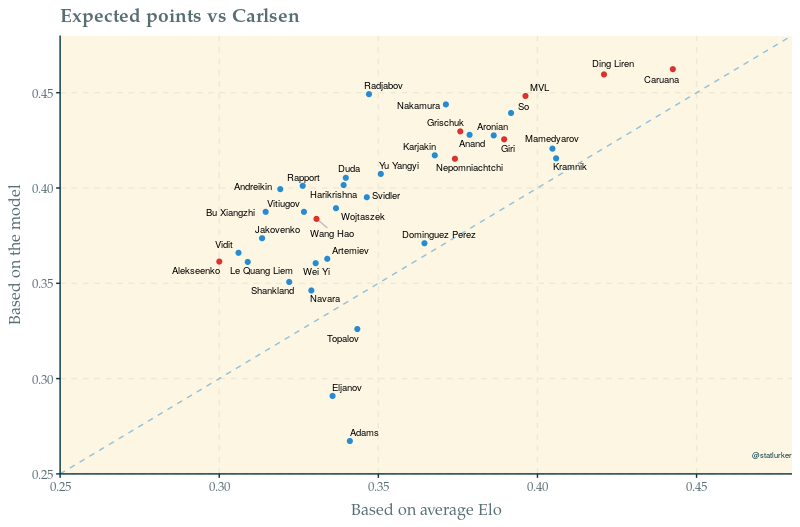 Expected points vs Carlsen
Ding Liren
Caruana
Radjabov
MVL
Nakamura
So
Grischuk
Aronian
Anand
Giri
Mamedyarov
Karjakin
Nepomniachtchi
Kramnik
Duda
Yu Yangyi
Rapport
Andreikin
Harikrishna
Svidler
Vitiugov
Bu Xiangzhi
Wojtaszek
Jakovenko
Wang Hao
Dominguez Perez
Vidit
Artemiev
Alekseenko
Le Quang Liem
Wei Yi
Shankland
Navara
Topalov
Eljanov
Adams
@statlurker
Based on the model
0.45
0.40
0.35
0.30
0.25
0.25 0.30 0.35 0.40 0.45
Based on average Elo